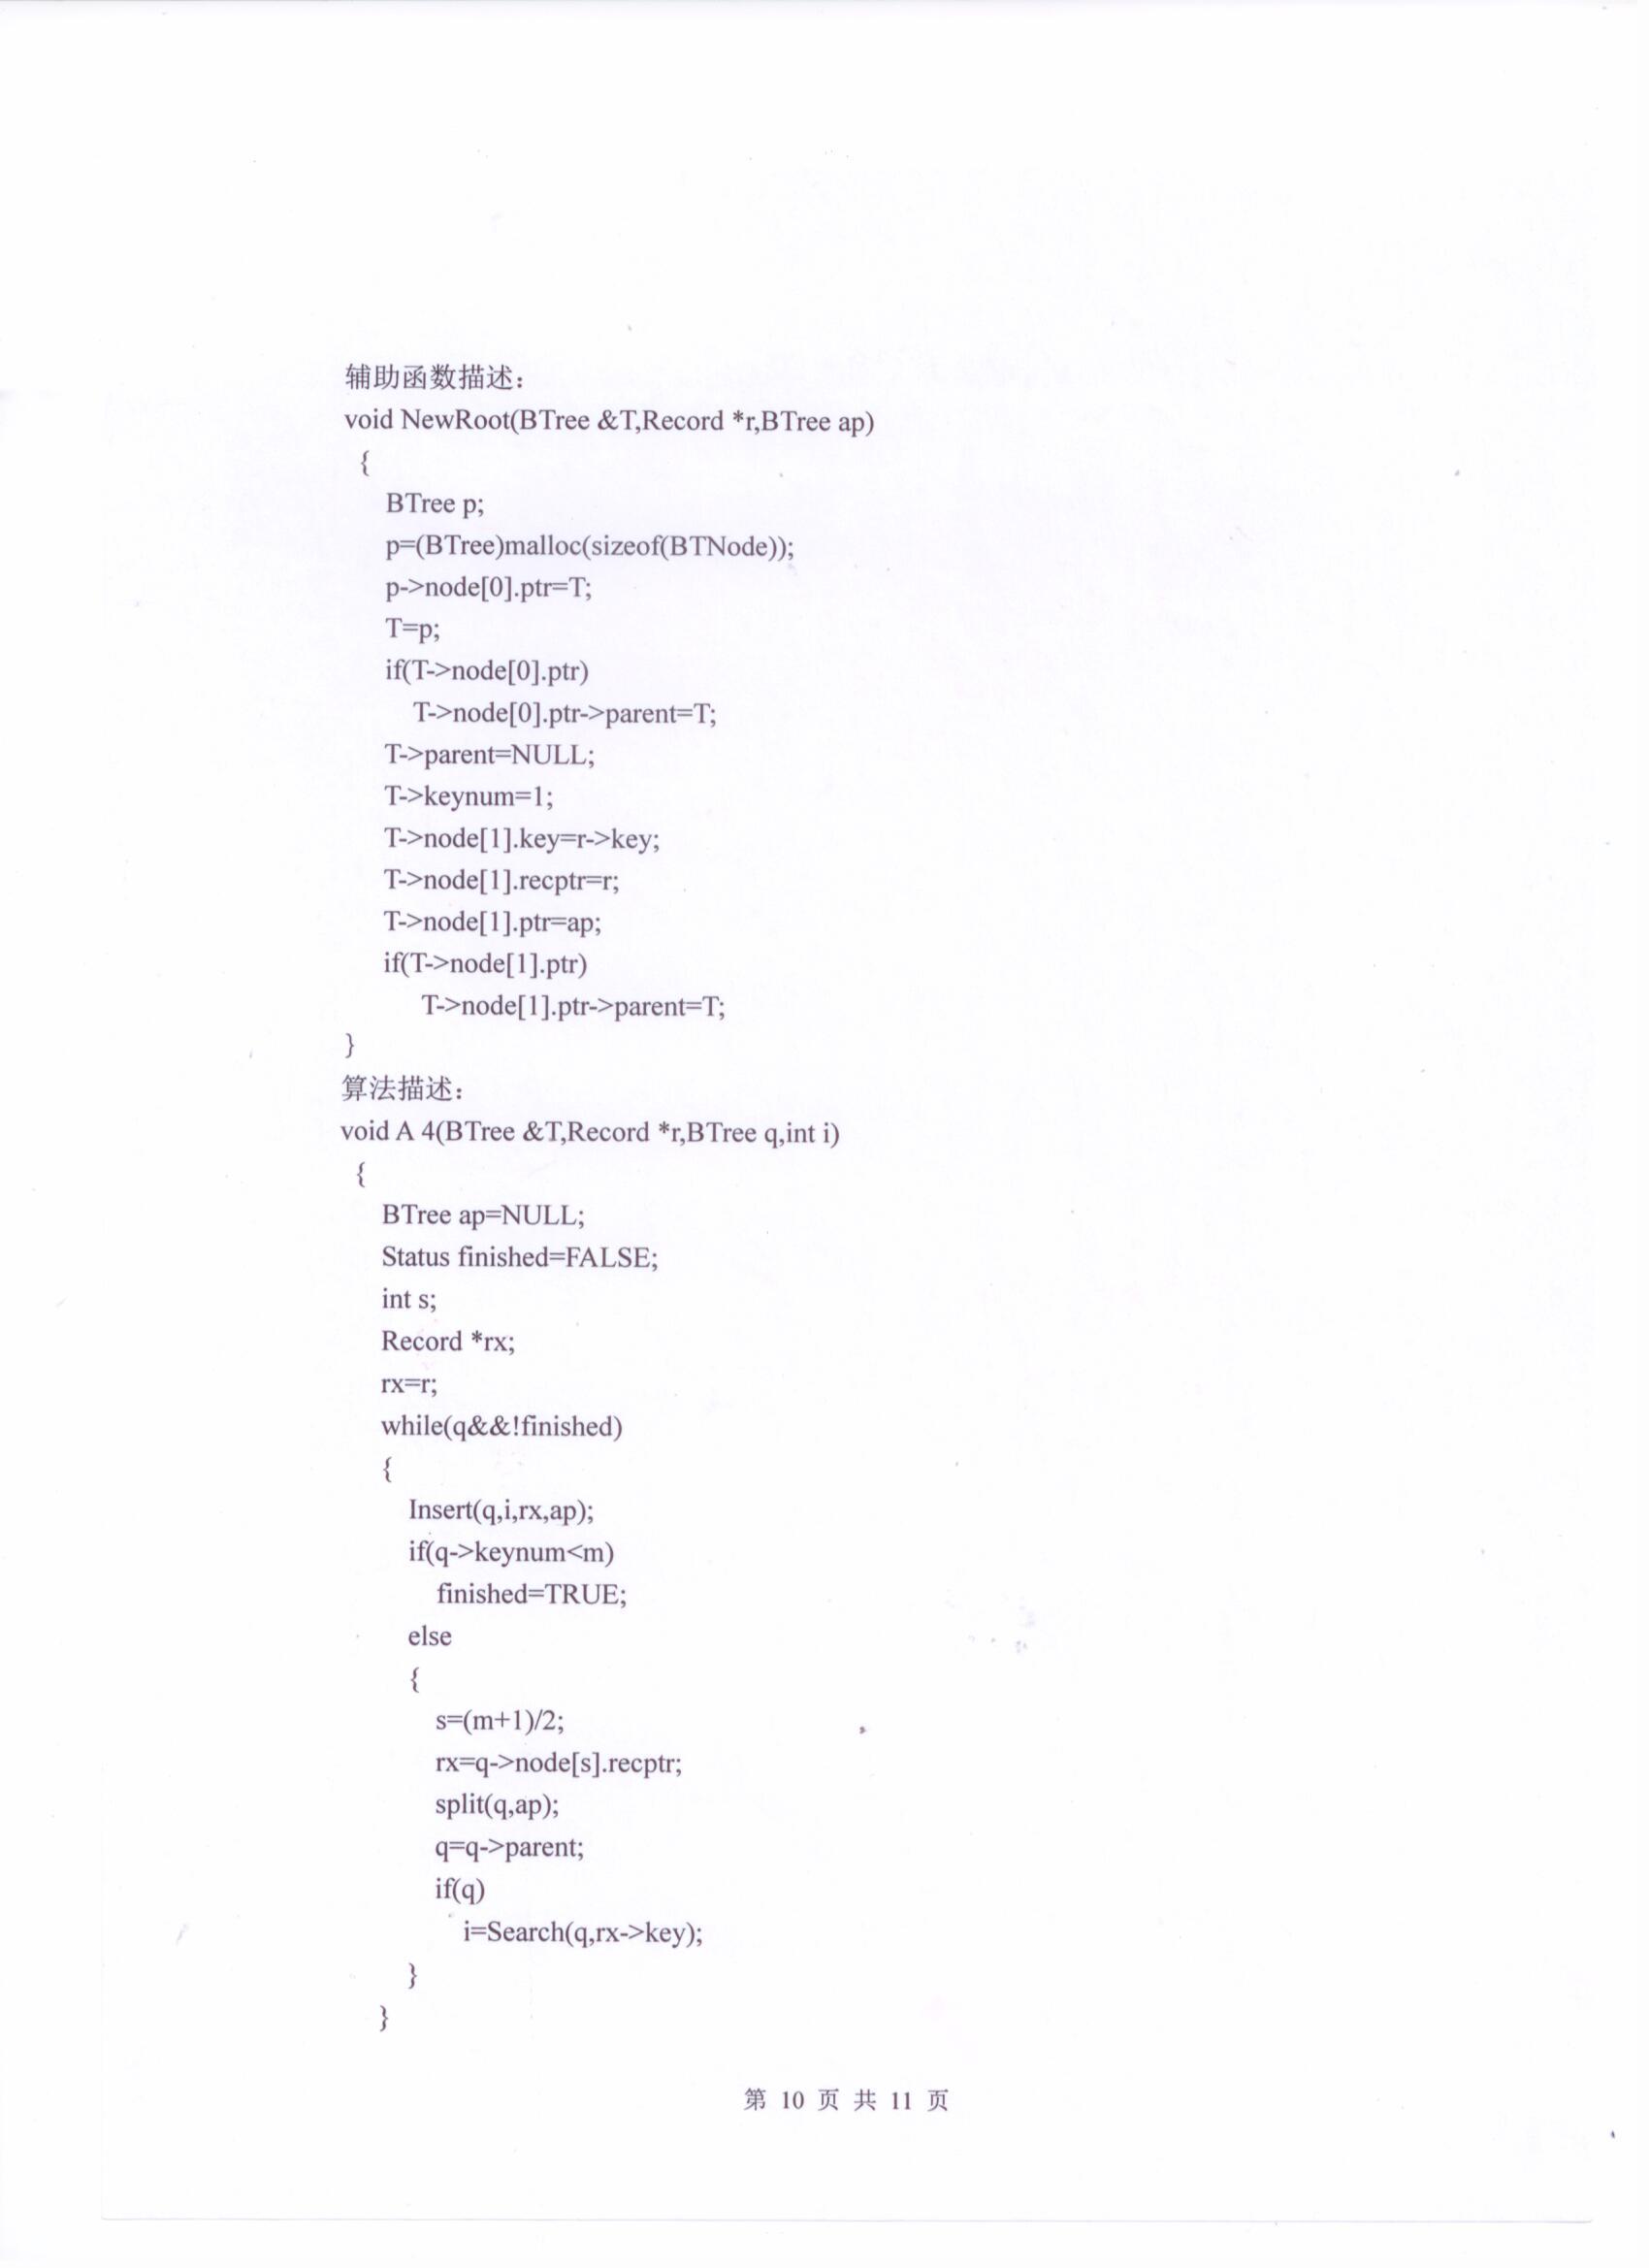 辅助函数描述：
void NewRoot(BTree &T,Record *r,BTree ap)
{
BTree p;
p=(BTree)malloc(sizeof(BTNode));
p->node[0].ptr=T;
T=p;
if(T->node[0].ptr)
T->node[0].ptr->parent=T;
T->parent=NULL;
T->keynum=1;
T->node[1].key=r->key;
T->node[1].recptr=r;
T->node[1].ptr=ap;
if(T->node[1].ptr)
T->node[1].ptr->parent=T;
}
算法描述：
void A 4(BTree &T,Record *r,BTree q,int i)
{
BTree ap=NULL;
Status finished=FALSE;
int s;
Record *rx;
rx=r;
while(q&&!finished)
{
Insert(q,i,rx,ap);
if(q->keynum<m)
finished=TRUE;
else
{
s=(m+1)/2;
rx=q->node[s].recptr;
split(q,ap);
q=q->parent;
if(q)
i=Search(q,rx->key);
}
}
第 10 页 共 11 页